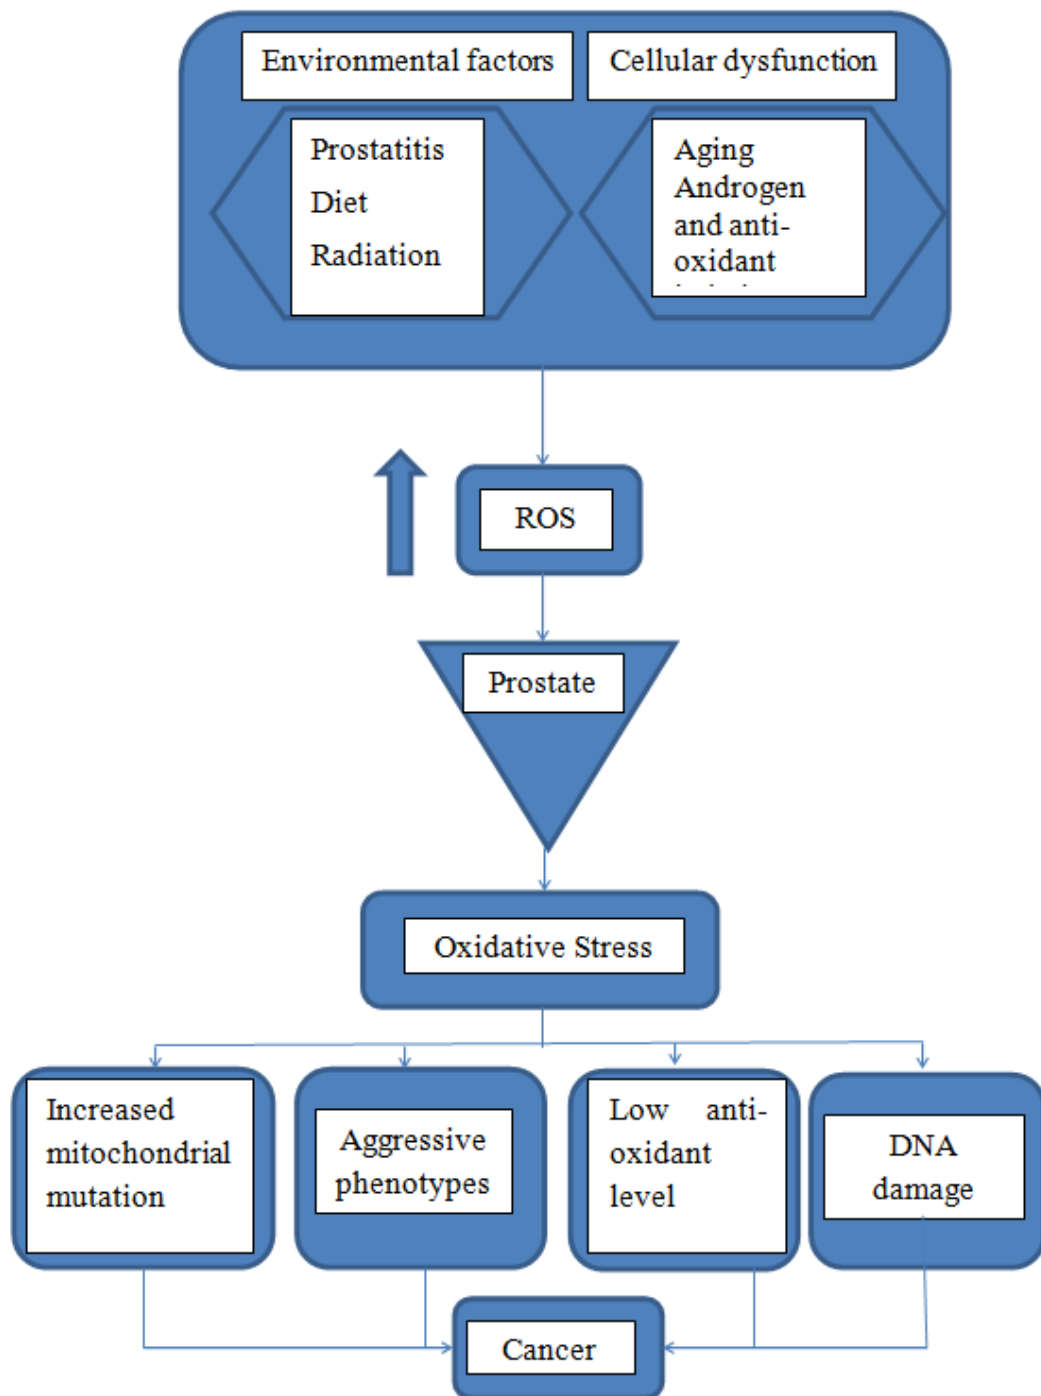 Environmental factors
Cellular dysfunction
Prostatitis
Diet
Radiation
Aging
Androgen
and anti-
oxidant
ROS
Prostate
Oxidative Stress
Increased
mitochondrial
mutation
Aggressive
phenotypes
Low anti-
oxidant
level
DNA
damage
Cancer